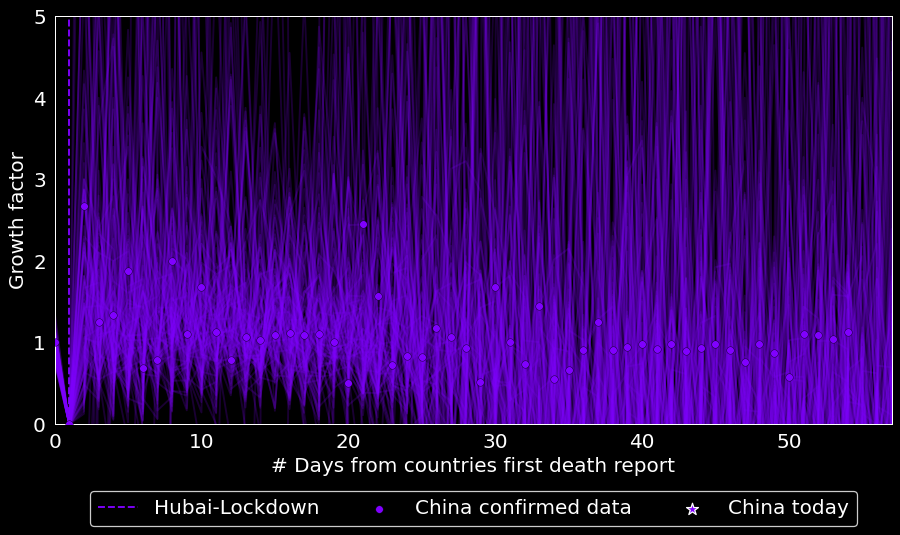 5
4
3
2
1
0
Growth factor
0 10 20 30 40 50
# Days from countries first death report
Hubai-Lockdown China confirmed data China today